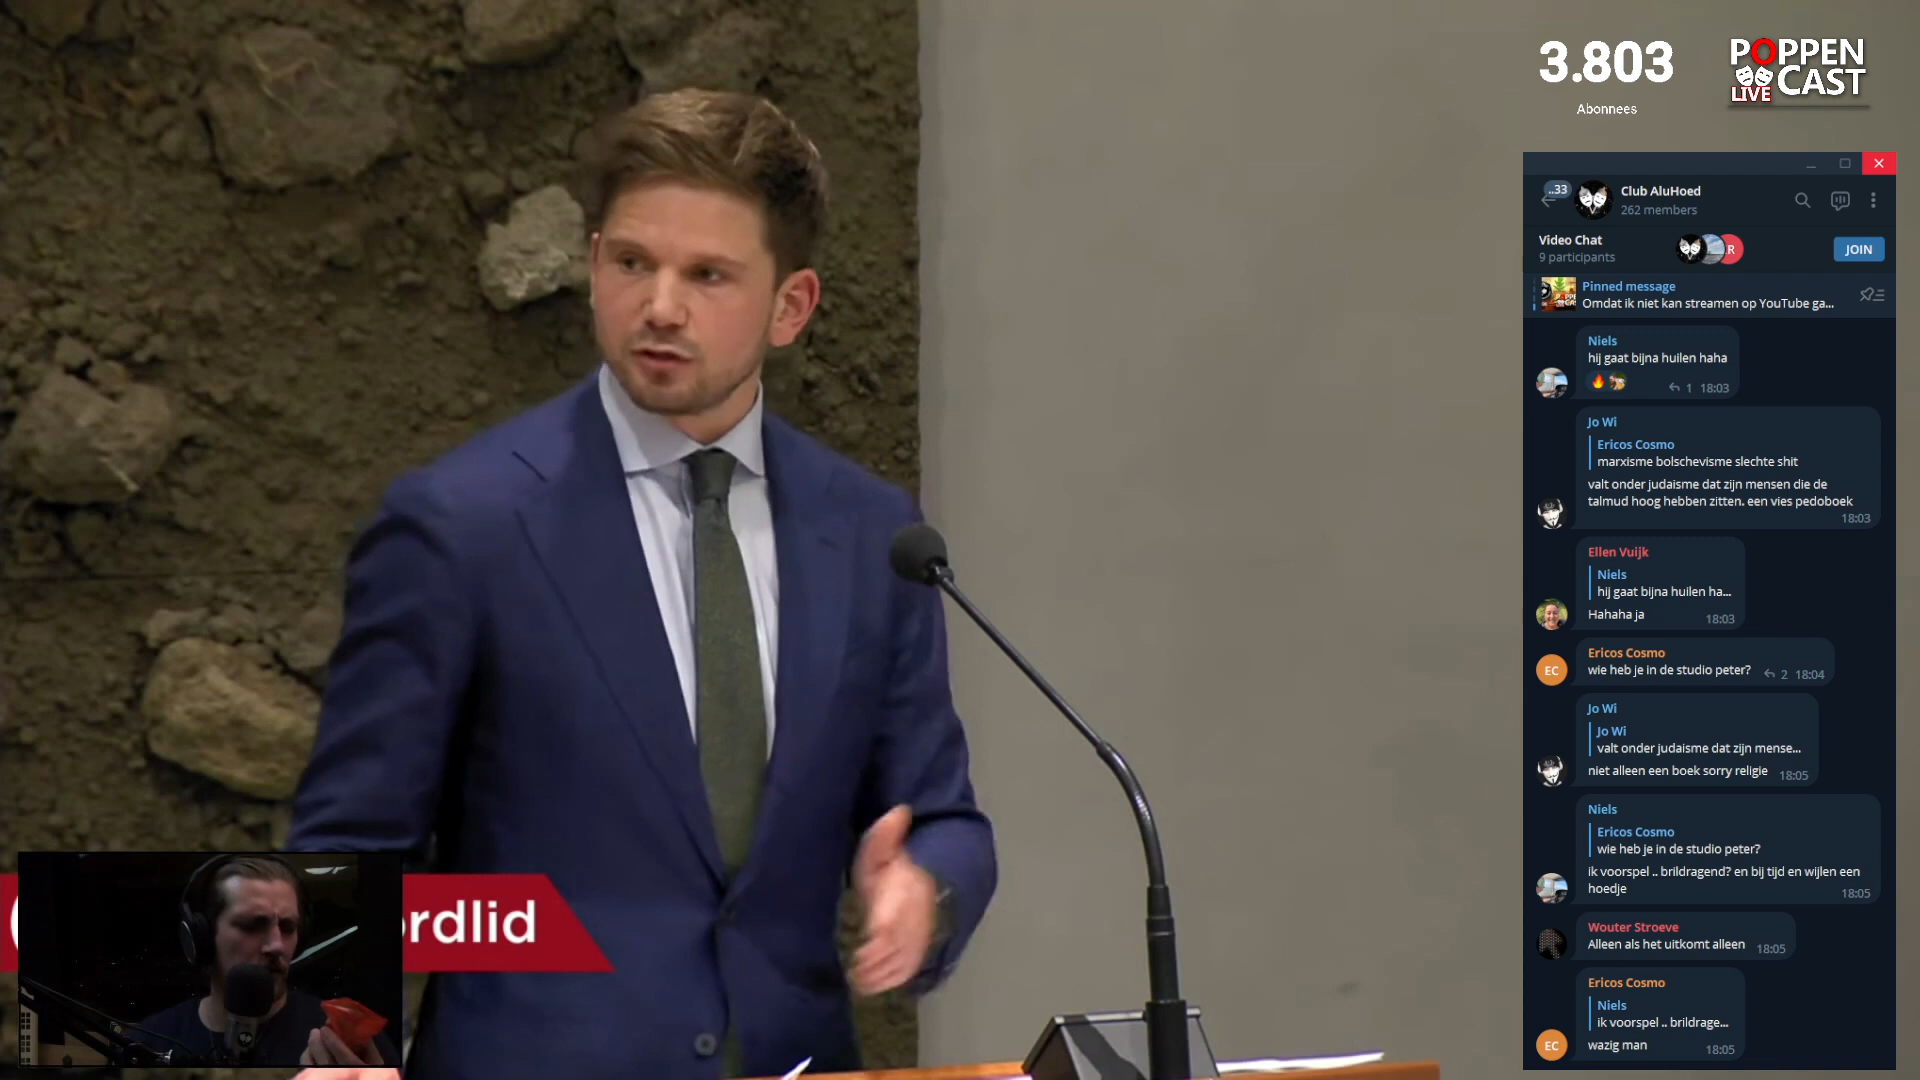 3.803
Abonnees
POPPEN
CAST
LIVE
..33
Club AluHoed
262 members
Video Chat
9 participants
R
JOIN
Pinned message
Omdat ik niet kan streamen op YouTube ga...
Niels
hij gaat bijna huilen haha
1 18:03
Jo Wi
Ericos Cosmo
marxisme bolschevisme slechte shit
valt onder judaisme dat zijn mensen die de
talmud hoog hebben zitten. een vies pedoboek
18:03
Ellen Vuijk
Niels
hij gaat bijna huilen ha...
Hahaha ja
18:03
Ericos Cosmo
EC
wie heb je in de studio peter?
2 18:04
Jo Wi
Jo Wi
valt onder judaisme dat zijn mense...
niet alleen een boek sorry religie
18:05
Niels
Ericos Cosmo
wie heb je in de studio peter?
ik voorspel .. brildragend? en bij tijd en wijlen een
hoedje
18:05
Wouter Stroeve
Alleen als het uitkomt alleen
18:05
Ericos Cosmo
Niels
ik voorspel .. brildrage...
EC
wazig man
18:05
ordlid